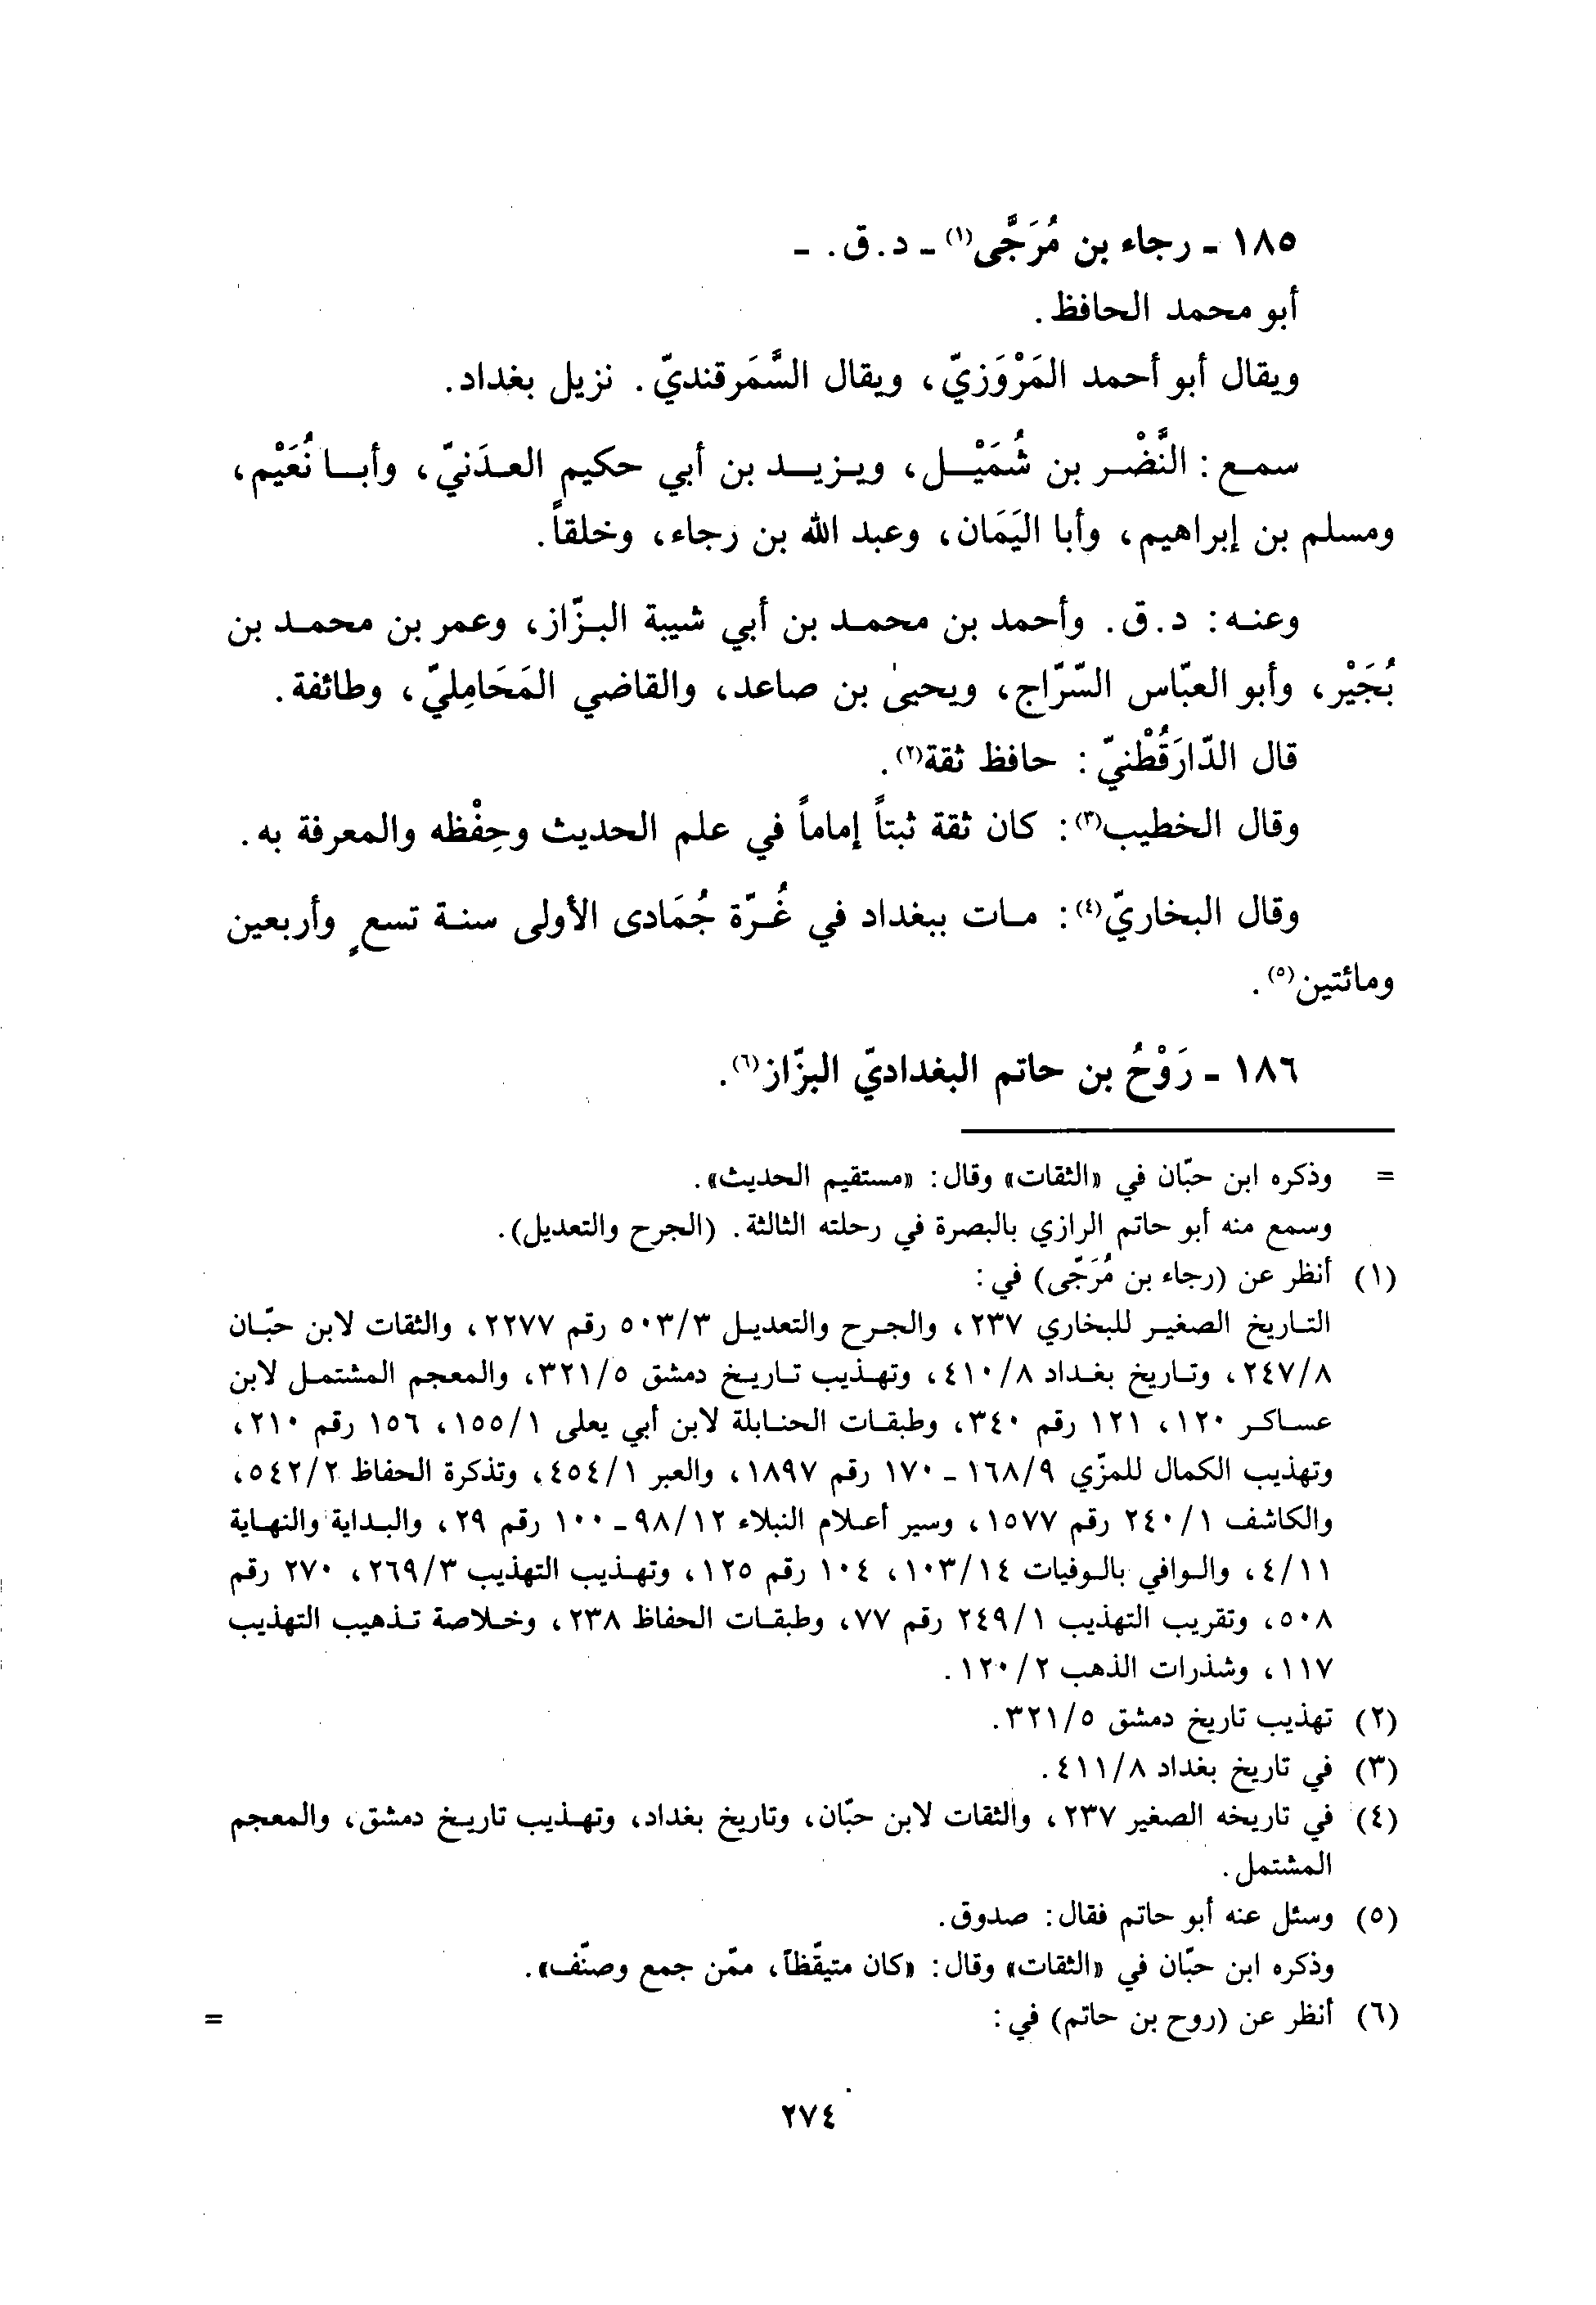 ١٨٥ - رجاء بن مُرَجَّى(١) - د. ق. -
أبو محمد الحافظ.
ويقال أبو أحمد المَرْوَزيّ، ويقال السَّمَرقنديّ. نزيل بغداد.
سمع: النَّضْر بن شُمَيْل، ويزيد بن أبي حكيم العدَنيّ، وأبا نُعَيْم،
ومسلم بن إبراهيم، وأبا اليَمَان، وعبد الله بن رجاء، وخلقاً.
وعنه: د. ق. وأحمد بن محمد بن أبي شيبة البزّاز، وعمر بن محمد بن
بُجَيْر، وأبو العبّاس السّرّاج، ويحيىٰ بن صاعد، والقاضي المَحَامِليّ، وطائفة.
قال الدّارَقُطْنيّ: حافظ ثقة(٢).
وقال الخطيب(٣): كان ثقة ثبتاً إماماً في علم الحديث وحِفْظه والمعرفة به.
وقال البخاريّ(٤): مات ببغداد في غُرّة جُمَادى الأولى سنة تسعٍ وأربعين
ومائتين(٥).
١٨٦ - رَوْحُ بن حاتم البغداديّ البزّاز(٦).
= وذكره ابن حبّان في «الثقات» وقال: «مستقيم الحديث».
وسمع منه أبو حاتم الرازي بالبصرة في رحلته الثالثة. (الجرح والتعديل).
(١) أنظر عن (رجاء بن مُرَجّى) في:
التاريخ الصغير للبخاري ٢٣٧، والجرح والتعديل ٥٠٣/٣ رقم ٢٢٧٧، والثقات لابن حبّان
٢٤٧/٨، وتاريخ بغداد ٤١٠/٨، وتهذيب تاريخ دمشق ٣٢١/٥، والمعجم المشتمل لابن
عساكر ١٢٠، ١٢١ رقم ٣٤٠، وطبقات الحنابلة لابن أبي يعلى ١٥٥/١، ١٥٦ رقم ٢١٠،
وتهذيب الكمال للمزّي ١٦٨/٩ - ١٧٠ رقم ١٨٩٧، والعبر ٤٥٤/١، وتذكرة الحفاظ ٥٤٢/٢،
والكاشف ٢٤٠/١ رقم ١٥٧٧، وسير أعلام النبلاء ٩٨/١٢ - ١٠٠ رقم ٢٩، والبداية والنهاية
٤/١١، والوافي بالوفيات ١٠٣/١٤، ١٠٤ رقم ١٢٥، وتهذيب التهذيب ٢٦٩/٣، ٢٧٠ رقم
٥٠٨، وتقريب التهذيب ٢٤٩/١ رقم ٧٧، وطبقات الحفاظ ٢٣٨، وخلاصة تذهيب التهذيب
١١٧، وشذرات الذهب ١٢٠/٢.
(٢) تهذيب تاريخ دمشق ٣٢١/٥.
(٣) في تاريخ بغداد ٤١١/٨.
(٤) في تاريخه الصغير ٢٣٧، والثقات لابن حبّان، وتاريخ بغداد، وتهذيب تاريخ دمشق، والمعجم
المشتمل.
(٥) وسئل عنه أبو حاتم فقال: صدوق.
وذكره ابن حبّان في «الثقات» وقال: «كان متيقّظاً، ممّن جمع وصنّف».
(٦) أنظر عن (روح بن حاتم) في: =
٢٧٤